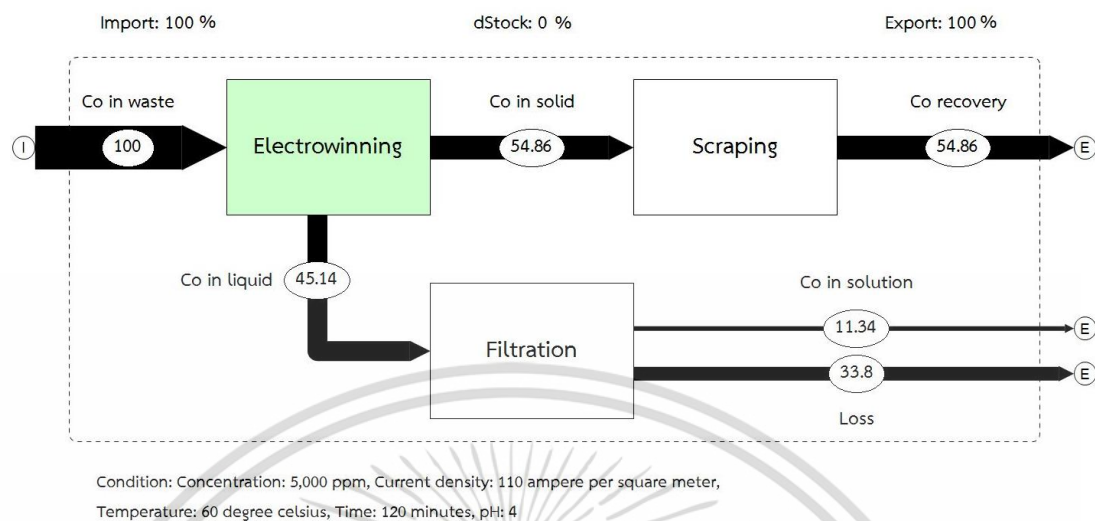 Import: 100 %
dStock: 0 %
Export: 100 %
Co in waste
Co in solid
Co recovery
I
100
Electrowinning
54.86
Scraping
54.86
E
Co in liquid
45.14
Co in solution
Filtration
11.34
E
33.8
E
Loss
Condition: Concentration: 5,000 ppm, Current density: 110 ampere per square meter,
Temperature: 60 degree celsius, Time: 120 minutes, pH: 4